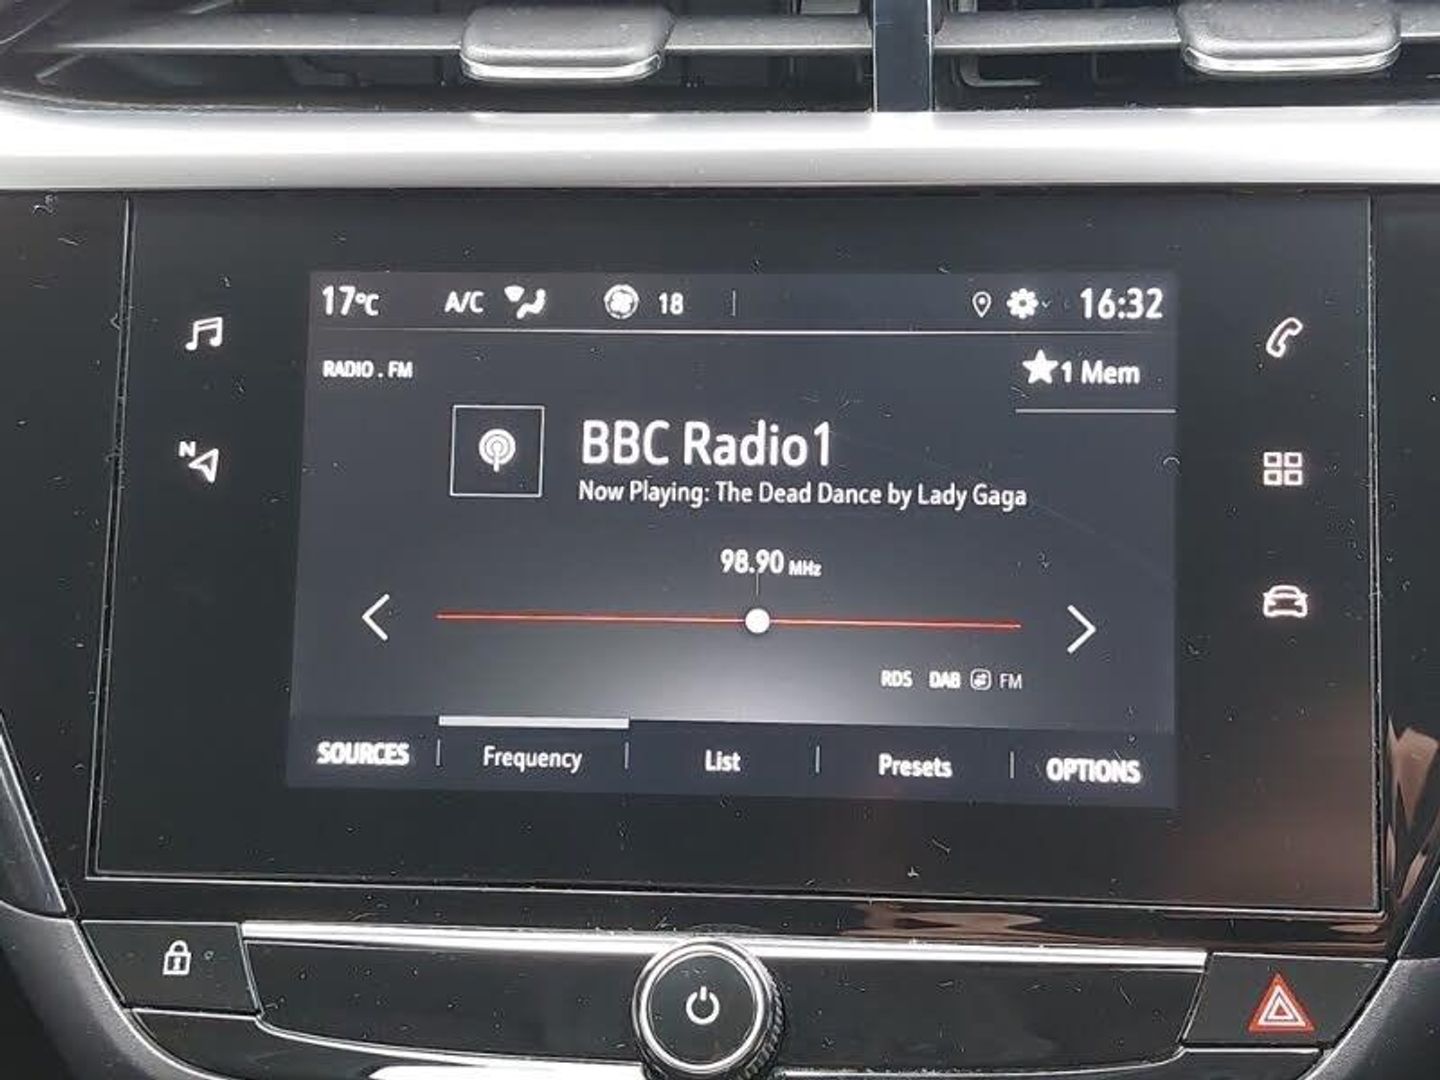 17°C A/C 18 16:32
RADIO . FM
1 Mem
N
BBC Radio1
Now Playing: The Dead Dance by Lady Gaga
98.90 MHz
RDS DAB FM
SOURCES Frequency List Presets OPTIONS